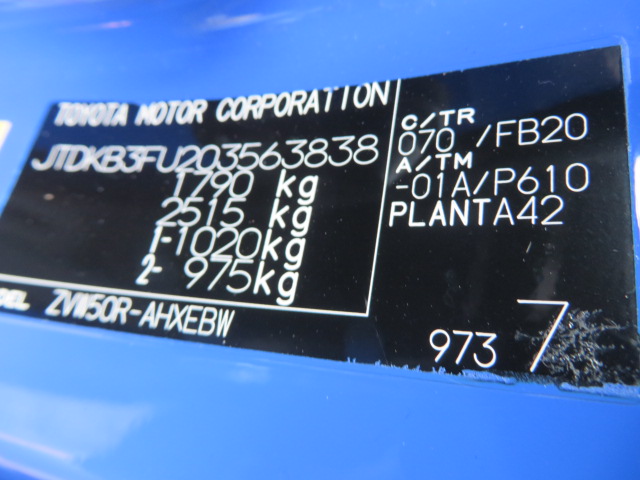 TOYOTA MOTOR CORPORATION
JTDKB3FU203563838
1790 kg
2515 kg
1-1020kg
2- 975kg
ZVW50R-AHXEBW
C/TR
070 /FB20
A/TM
-01A/P610
PLANTA42
973 7